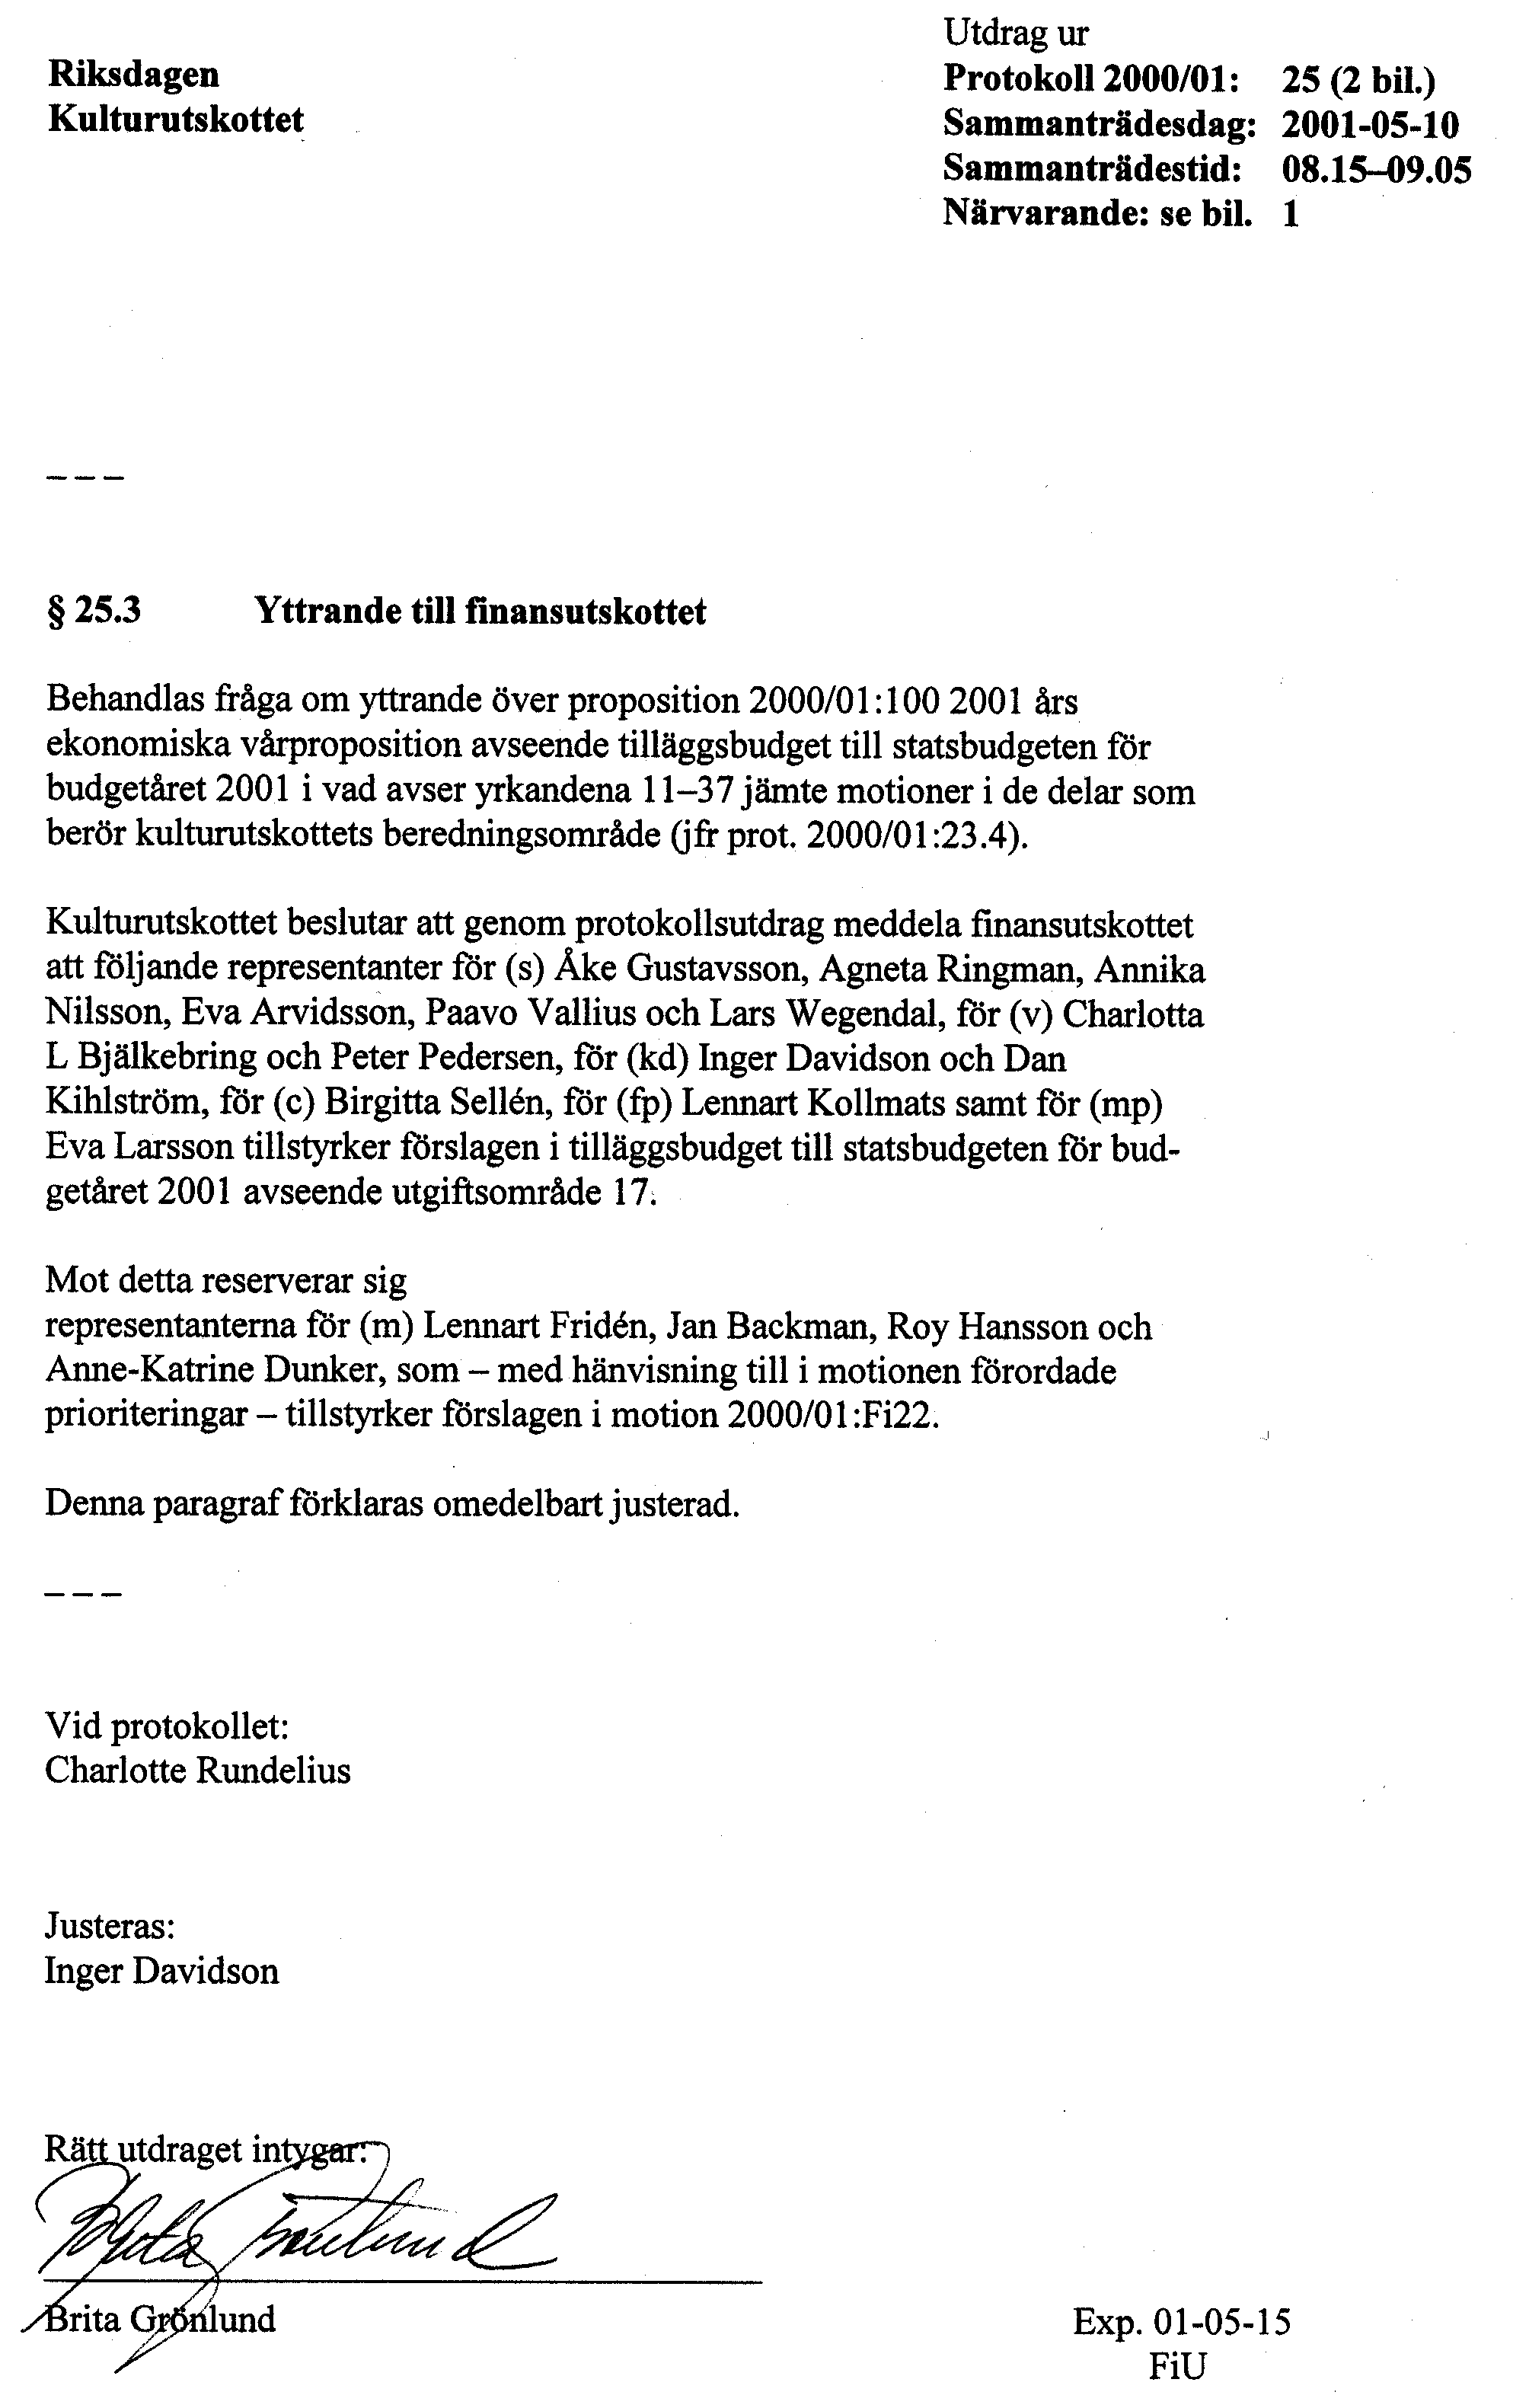 Riksdagen
Kulturutskottet
Utdrag ur
Protokoll 2000/01: 25 (2 bil.)
Sammanträdesdag: 2001-05-10
Sammanträdestid: 08.15–09.05
Närvarande: se bil. 1
– – –
§ 25.3 Yttrande till finansutskottet
Behandlas fråga om yttrande över proposition 2000/01:100 2001 års
ekonomiska vårproposition avseende tilläggsbudget till statsbudgeten för
budgetåret 2001 i vad avser yrkandena 11–37 jämte motioner i de delar som
berör kulturutskottets beredningsområde (jfr prot. 2000/01:23.4).
Kulturutskottet beslutar att genom protokollsutdrag meddela finansutskottet
att följande representanter för (s) Åke Gustavsson, Agneta Ringman, Annika
Nilsson, Eva Arvidsson, Paavo Vallius och Lars Wegendal, för (v) Charlotta
L Bjälkebring och Peter Pedersen, för (kd) Inger Davidson och Dan
Kihlström, för (c) Birgitta Sellén, för (fp) Lennart Kollmats samt för (mp)
Eva Larsson tillstyrker förslagen i tilläggsbudget till statsbudgeten för bud-
getåret 2001 avseende utgiftsområde 17.
Mot detta reserverar sig
representanterna för (m) Lennart Fridén, Jan Backman, Roy Hansson och
Anne-Katrine Dunker, som – med hänvisning till i motionen förordade
prioriteringar – tillstyrker förslagen i motion 2000/01:Fi22.
Denna paragraf förklaras omedelbart justerad.
– – –
Vid protokollet:
Charlotte Rundelius
Justeras:
Inger Davidson
Rätt utdraget intygar:
Brita Grönlund
Brita Grönlund
Exp. 01-05-15
FiU